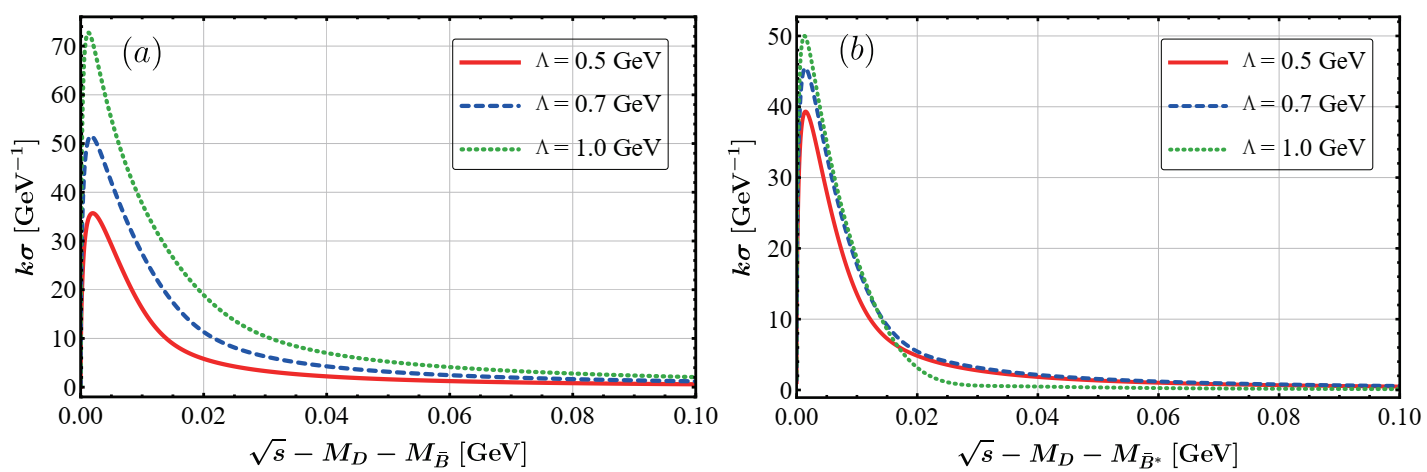 (a)
Λ = 0.5 GeV
Λ = 0.7 GeV
Λ = 1.0 GeV
kσ [GeV⁻¹]
70
60
50
40
30
20
10
0
0.00 0.02 0.04 0.06 0.08 0.10
√s − M_D − M_B̄ [GeV]
(b)
Λ = 0.5 GeV
Λ = 0.7 GeV
Λ = 1.0 GeV
kσ [GeV⁻¹]
50
40
30
20
10
0
0.00 0.02 0.04 0.06 0.08 0.10
√s − M_D − M_B̄* [GeV]